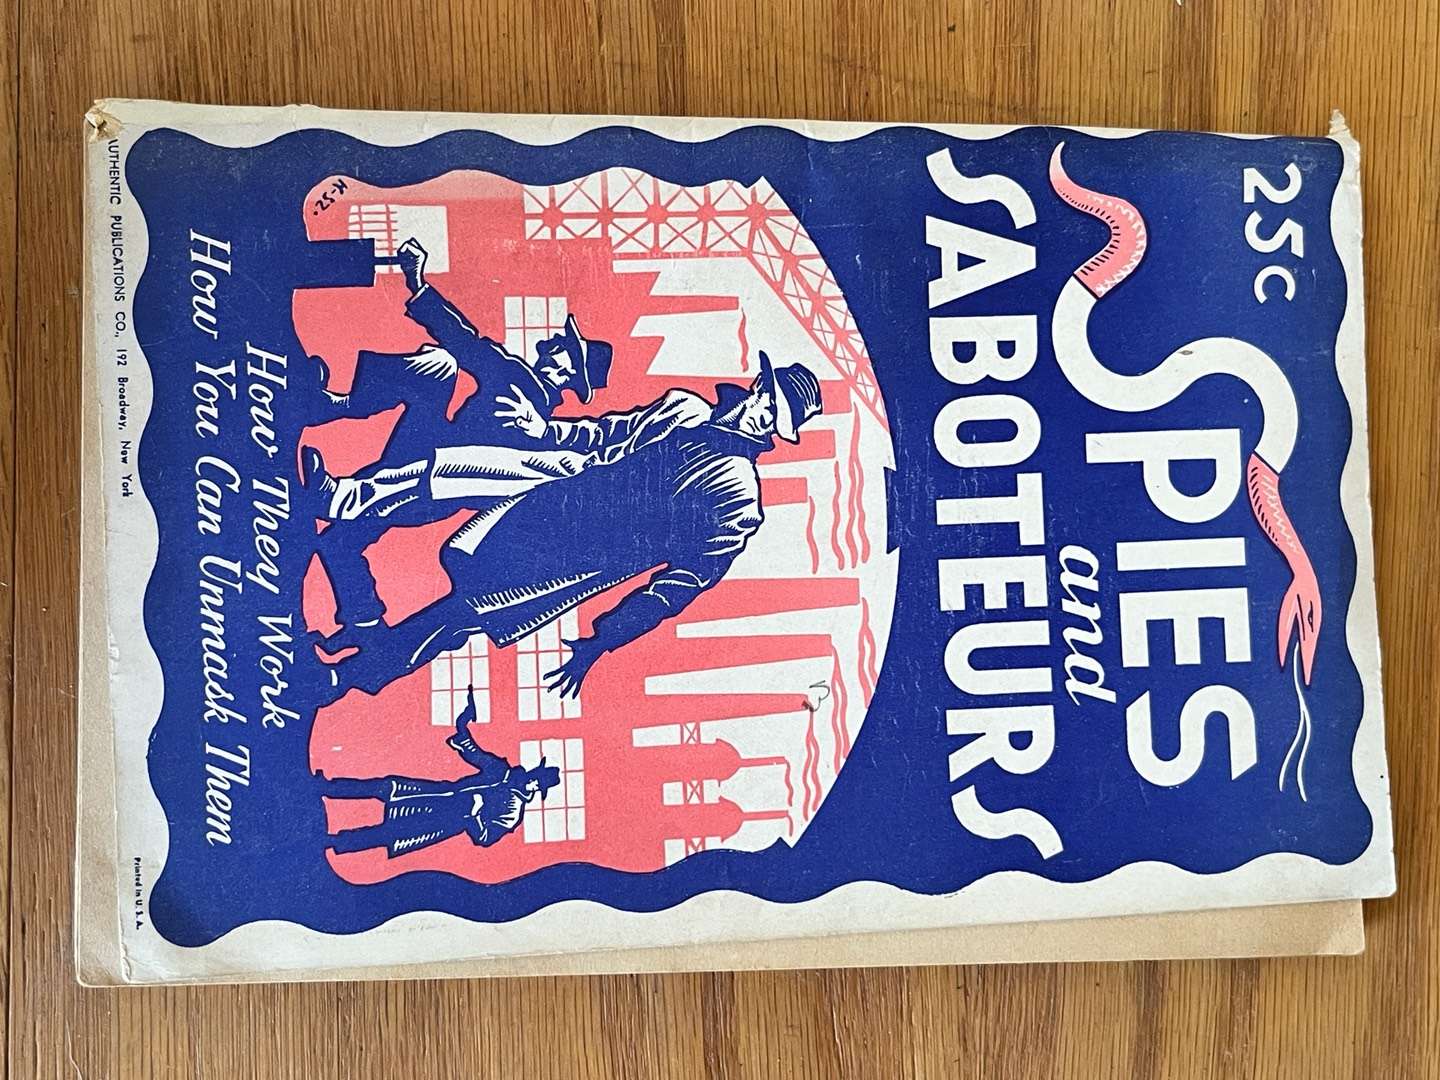 25c
SPIES
and
SABOTEURS
K-52.
How They Work
How You Can Unmask Them
AUTHENTIC PUBLICATIONS CO., 192 Broadway, New York
Printed in U. S. A.